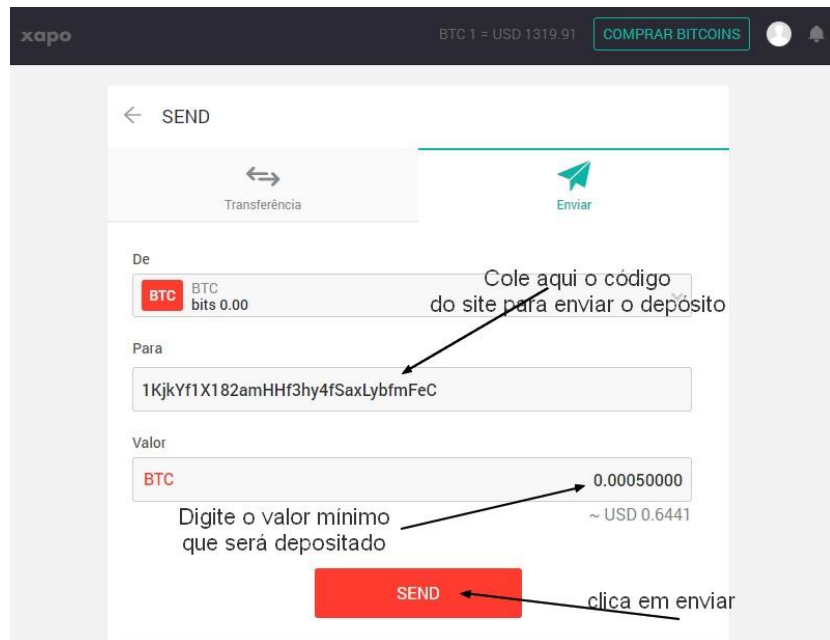 xapo
BTC 1 = USD 1319.91
COMPRAR BITCOINS
SEND
Transferência
Enviar
De
BTC
BTC
bits 0.00
Cole aqui o código
do site para enviar o depósito
Para
1KjkYf1X182amHHf3hy4fSaxLybfmFeC
Valor
BTC
0.00050000
~ USD 0.6441
Digite o valor mínimo
que será depositado
SEND
clica em enviar